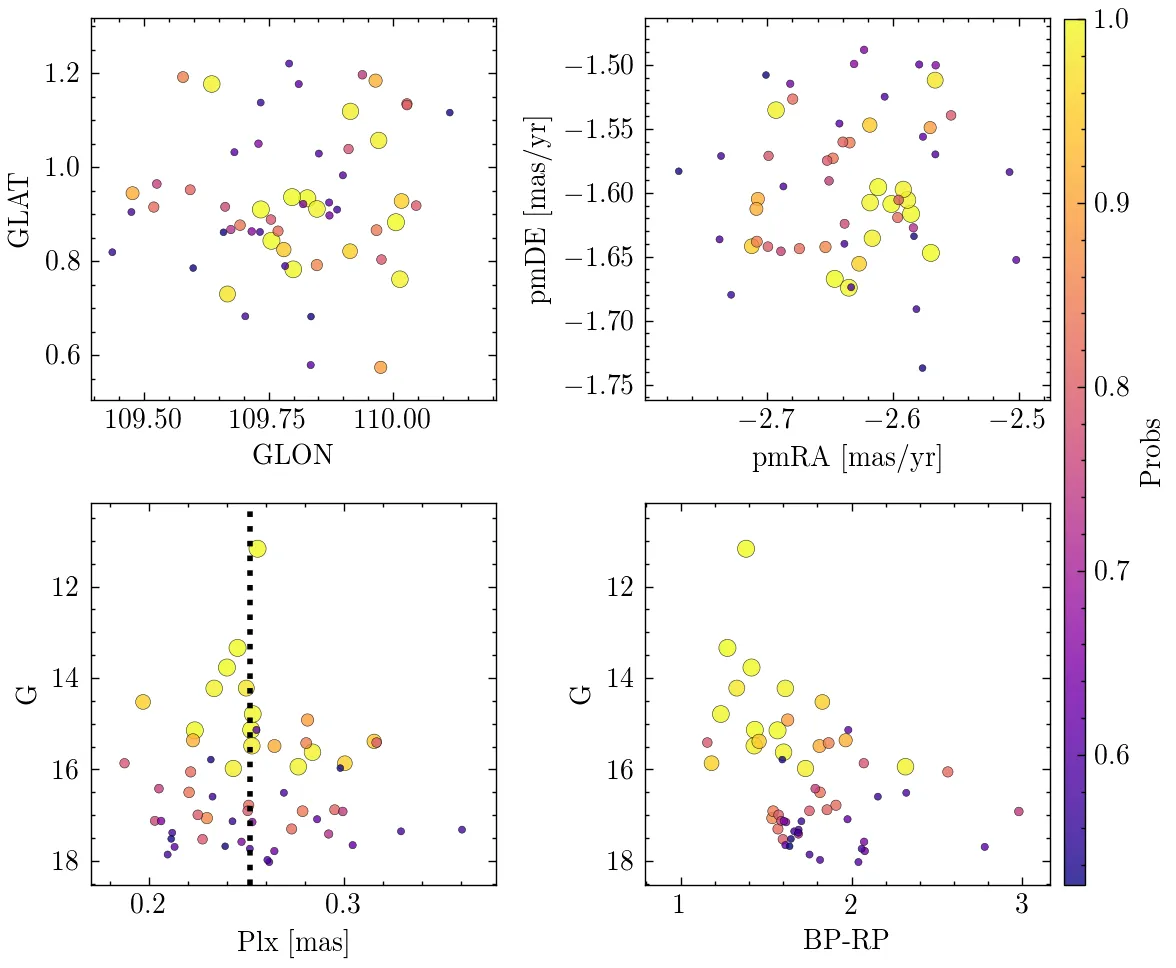 1.2
1.0
0.8
0.6
GLAT
109.50 109.75 110.00
GLON
−1.50
−1.55
−1.60
−1.65
−1.70
−1.75
pmDE [mas/yr]
−2.7 −2.6 −2.5
pmRA [mas/yr]
12
14
16
18
G
0.2 0.3
Plx [mas]
12
14
16
18
G
1 2 3
BP-RP
1.0
0.9
0.8
0.7
0.6
Probs